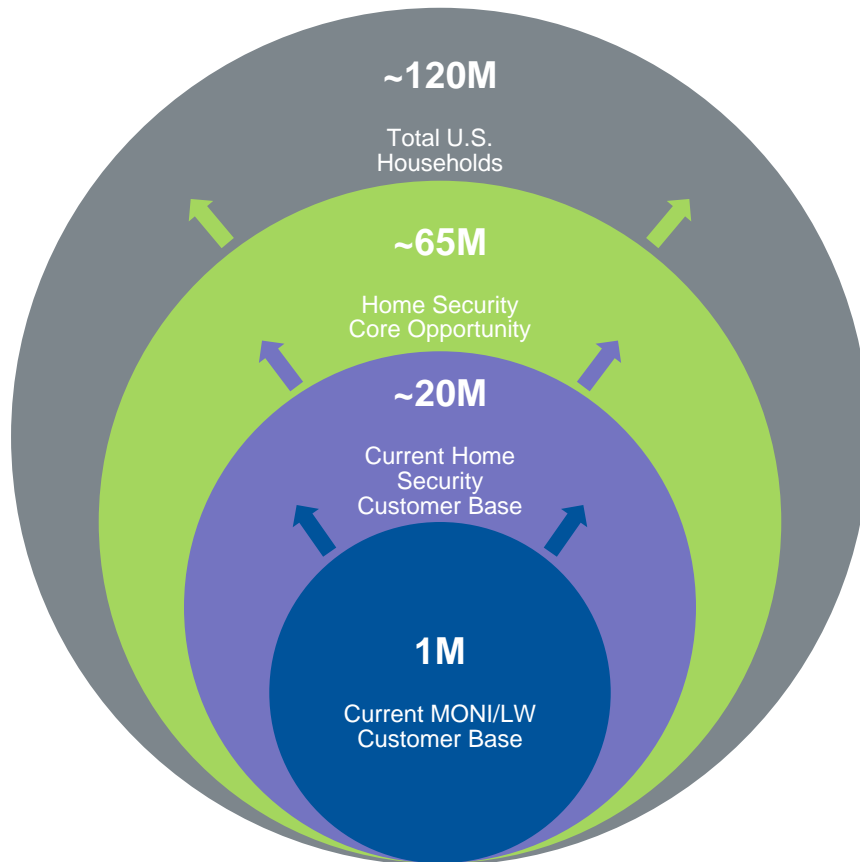 ~120M
Total U.S.
Households
~65M
Home Security
Core Opportunity
~20M
Current Home
Security
Customer Base
1M
Current MONI/LW
Customer Base